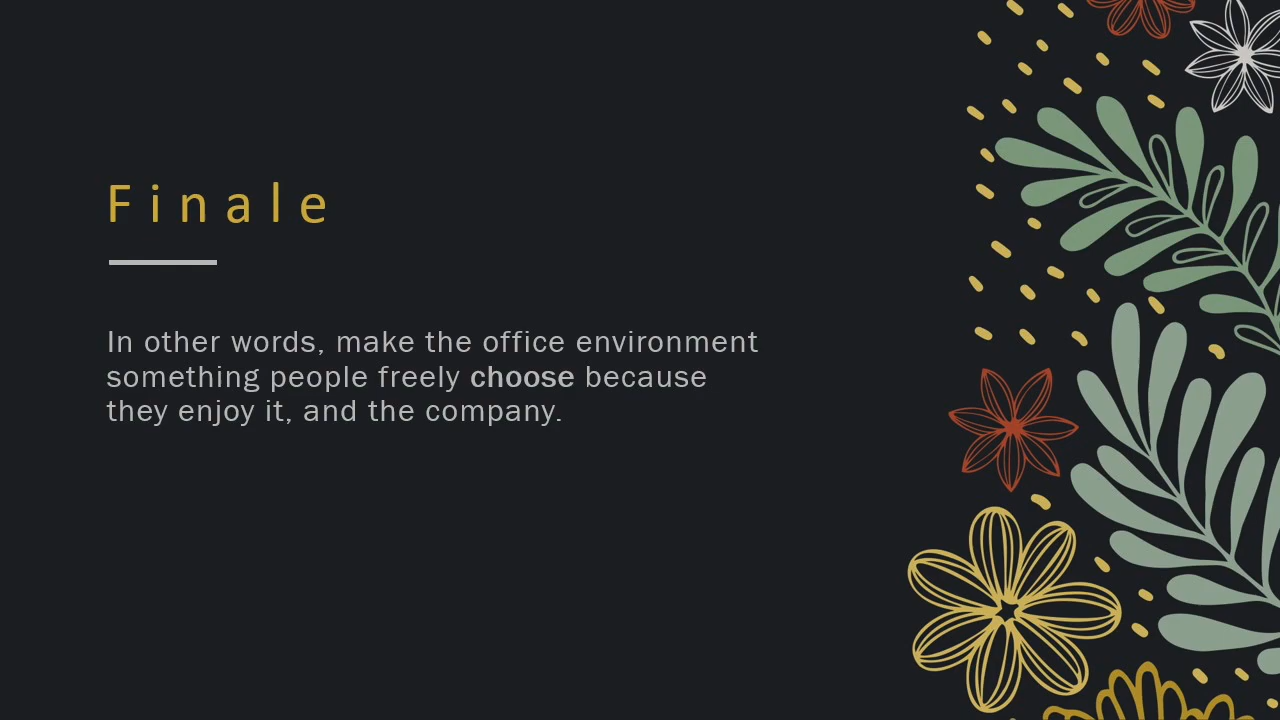 Finale
In other words, make the office environment
something people freely choose because
they enjoy it, and the company.